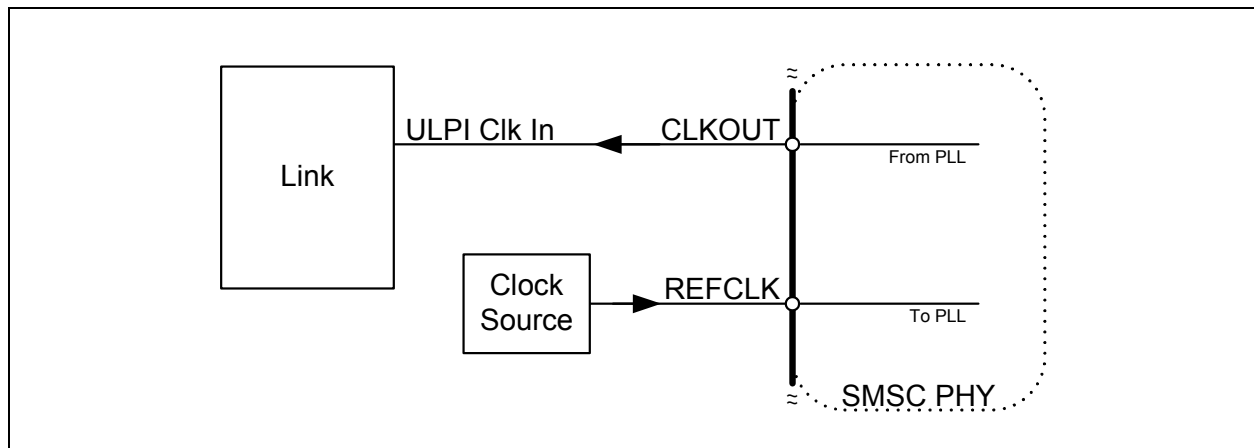 ULPI Clk In
CLKOUT
From PLL
Link
Clock
Source
REFCLK
To PLL
SMSC PHY